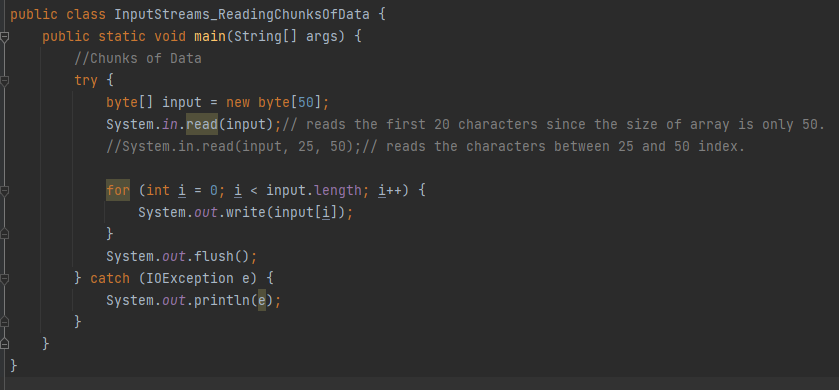 public class InputStreams_ReadingChunksOfData {
    public static void main(String[] args) {
        //Chunks of Data
        try {
            byte[] input = new byte[50];
            System.in.read(input);// reads the first 20 characters since the size of array is only 50.
            //System.in.read(input, 25, 50);// reads the characters between 25 and 50 index.
            for (int i = 0; i < input.length; i++) {
                System.out.write(input[i]);
            }
            System.out.flush();
        } catch (IOException e) {
            System.out.println(e);
        }
    }
}